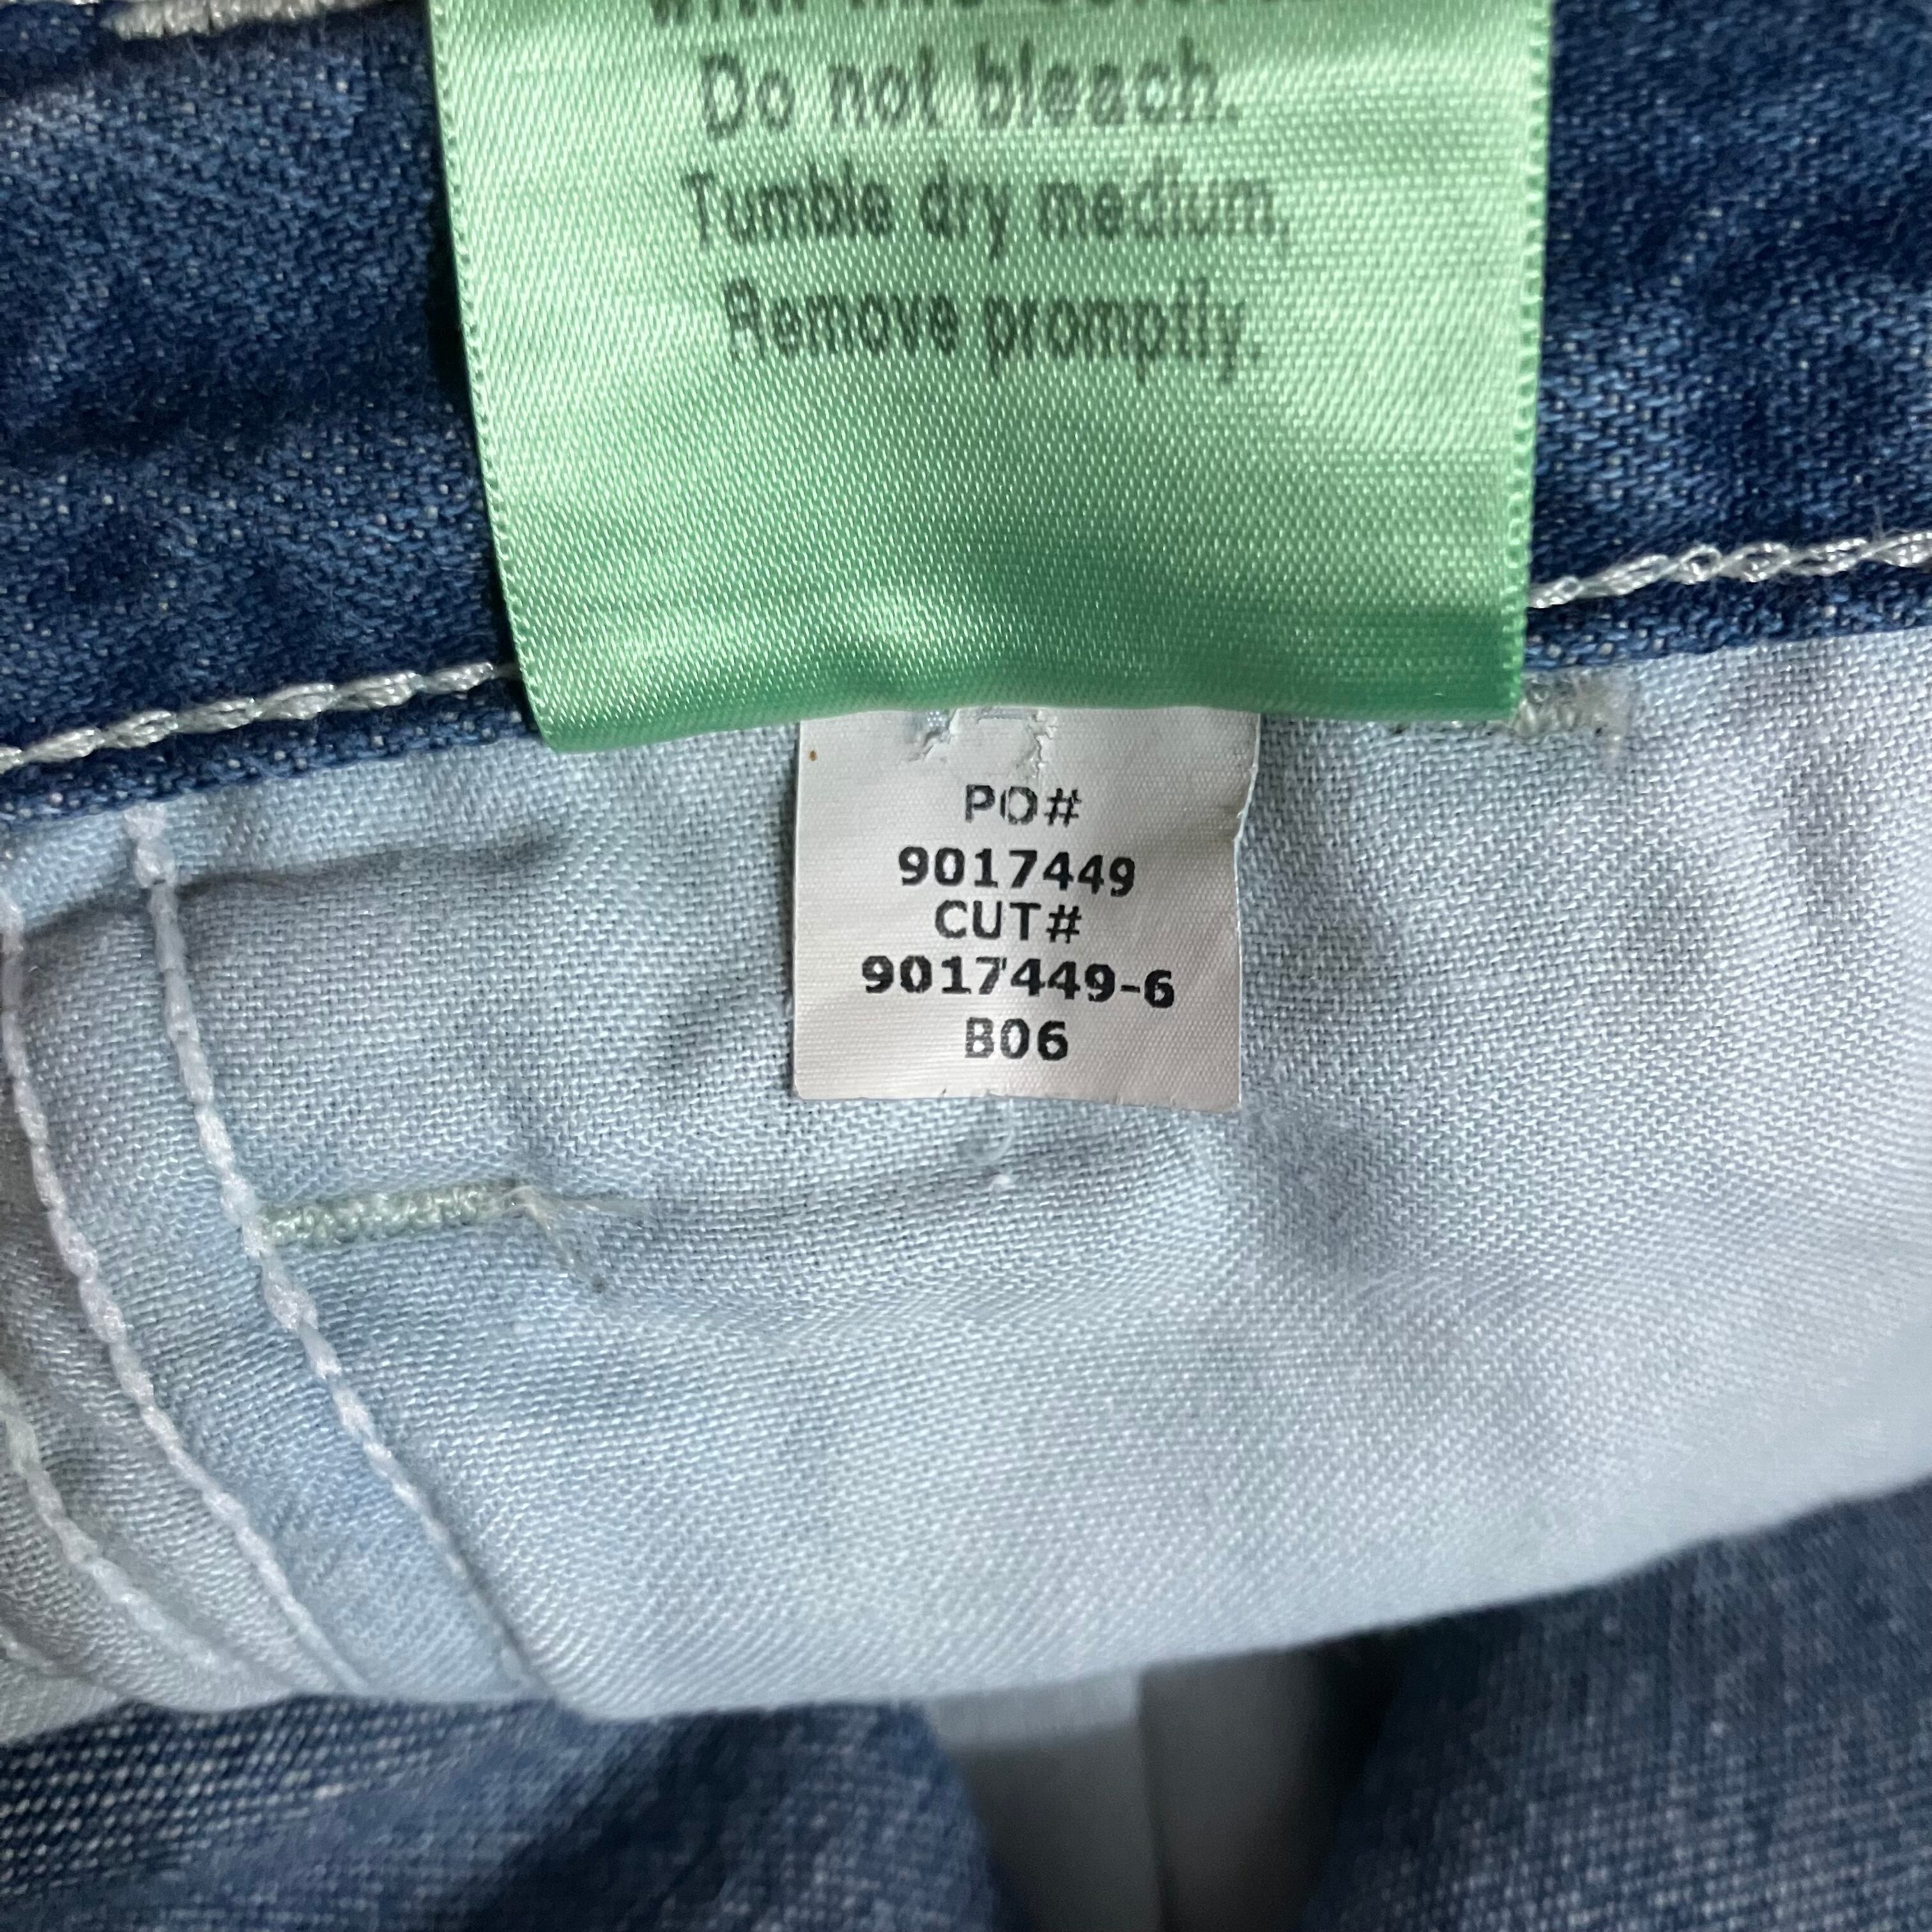 Do not bleach.
Tumble dry medium,
Remove promptly.
PO#
9017449
CUT#
9017449-6
B06